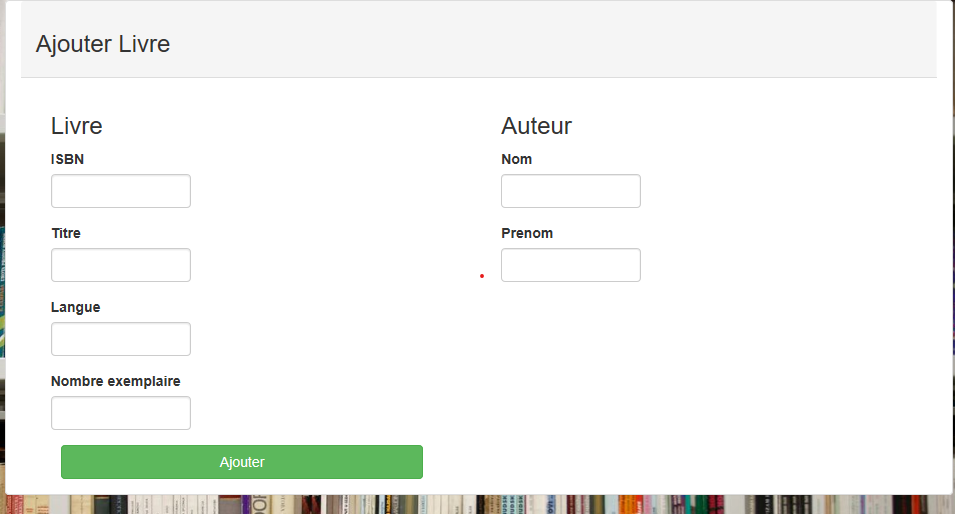 Ajouter Livre
Livre
ISBN
Titre
Langue
Nombre exemplaire
Ajouter
Auteur
Nom
Prenom